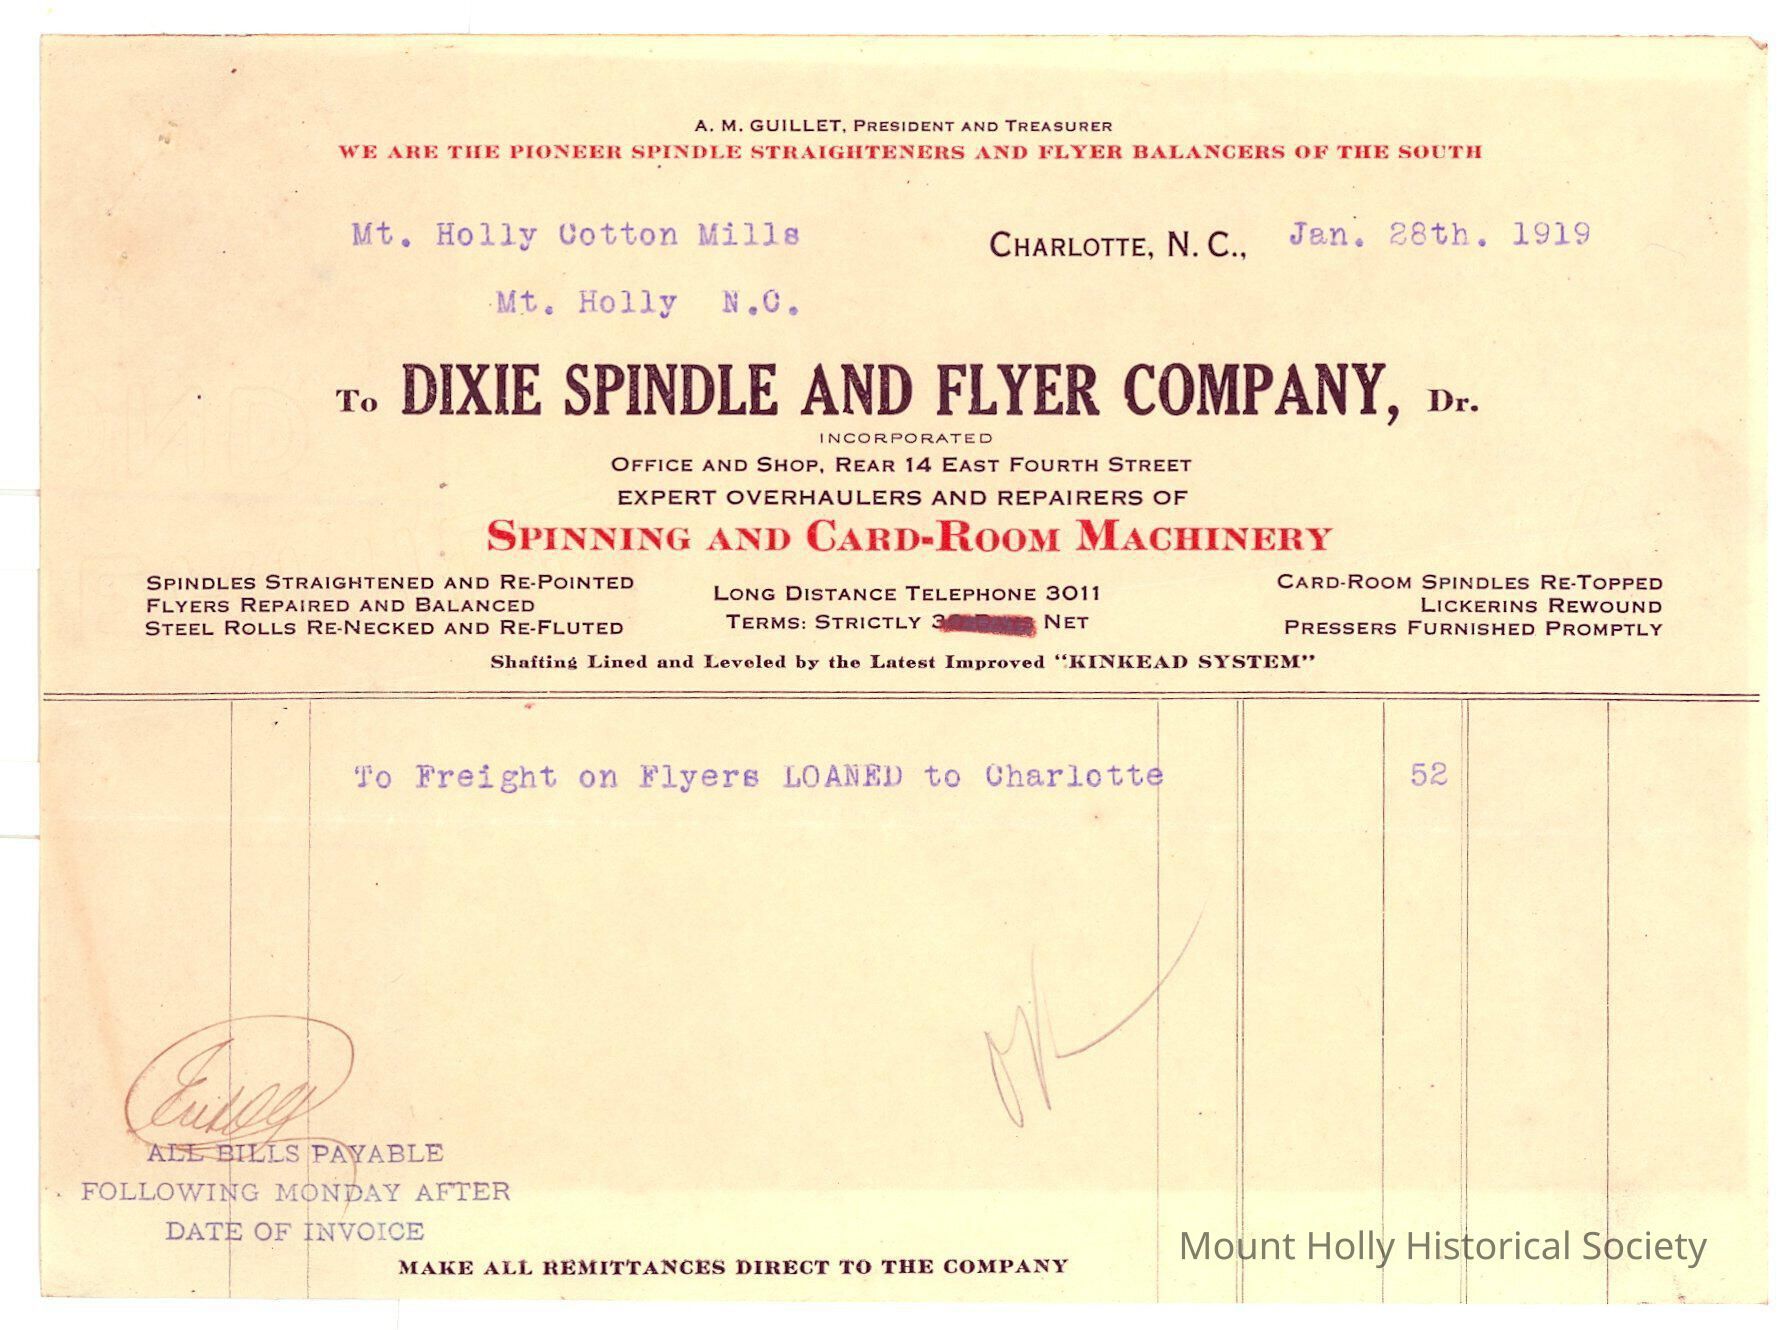 A. M. GUILLET, PRESIDENT AND TREASURER
WE ARE THE PIONEER SPINDLE STRAIGHTENERS AND FLYER BALANCERS OF THE SOUTH
Mt. Holly Cotton Mills
CHARLOTTE, N. C., Jan. 28th. 1919
Mt. Holly N.C.
To DIXIE SPINDLE AND FLYER COMPANY, Dr.
INCORPORATED
OFFICE AND SHOP, REAR 14 EAST FOURTH STREET
EXPERT OVERHAULERS AND REPAIRERS OF
SPINNING AND CARD-ROOM MACHINERY
SPINDLES STRAIGHTENED AND RE-POINTED
FLYERS REPAIRED AND BALANCED
STEEL ROLLS RE-NECKED AND RE-FLUTED
LONG DISTANCE TELEPHONE 3011
TERMS: STRICTLY 30 DAYS NET
CARD-ROOM SPINDLES RE-TOPPED
LICKERINS REWOUND
PRESSERS FURNISHED PROMPTLY
Shafting Lined and Leveled by the Latest Improved "KINKEAD SYSTEM"
To Freight on Flyers LOANED to Charlotte 52
OK
ALL BILLS PAYABLE
FOLLOWING MONDAY AFTER
DATE OF INVOICE
MAKE ALL REMITTANCES DIRECT TO THE COMPANY
Mount Holly Historical Society